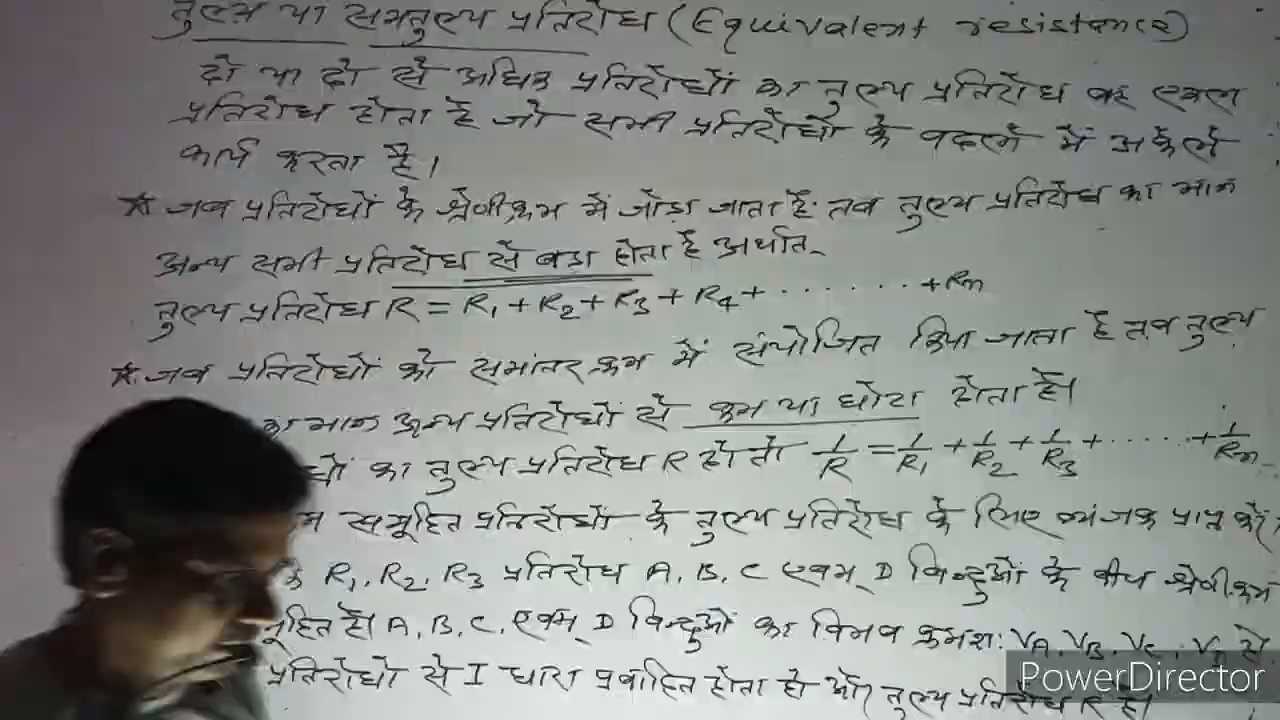 तुल्य या समतुल्य प्रतिरोध (Equivalent resistance)
दो या दो से अधिक प्रतिरोधों का तुल्य प्रतिरोध वह एकल
प्रतिरोध होता है जो सभी प्रतिरोधों के बदले में अकेले
कार्य करता है।
* जब प्रतिरोधों के श्रेणीक्रम में जोड़ा जाता है तब तुल्य प्रतिरोध का मान
अन्य सभी प्रतिरोध से बड़ा होता है अर्थात्
तुल्य प्रतिरोध R = R₁ + R₂ + R₃ + R₄ + ........ + Rn
* जब प्रतिरोधों को समांतर क्रम में संयोजित किया जाता है तब तुल्य
का मान अन्य प्रतिरोधों से कम या छोटा होता है।
का तुल्य प्रतिरोध R हो तो 1/R = 1/R₁ + 1/R₂ + 1/R₃ + ...... + 1/Rn
समूहित प्रतिरोधों के तुल्य प्रतिरोध के लिए व्यंजक प्राप्त करें।
R₁, R₂, R₃ प्रतिरोध A, B, C एवम् D बिन्दुओं के बीच श्रेणीक्रम
है। A, B, C, एवम् D बिन्दुओं का विभव क्रमशः VA, VB, VC, VD है
प्रतिरोधों से I धारा प्रवाहित होता हो और तुल्य प्रतिरोध R है।
PowerDirector